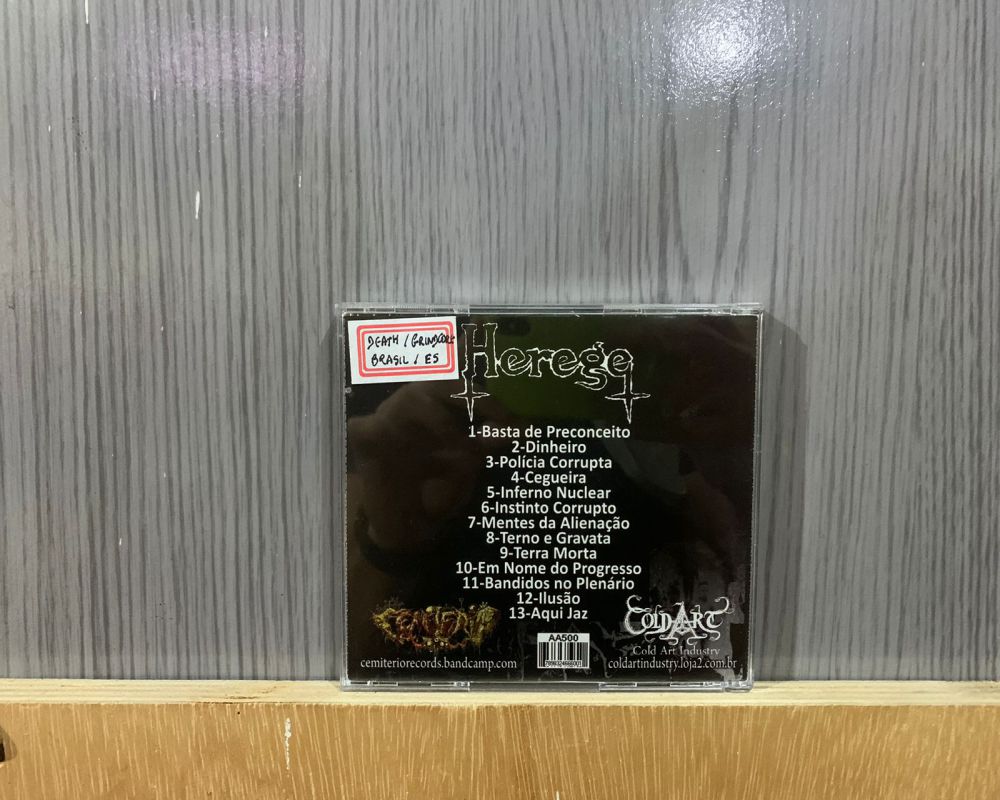 DEATH / GRINDCORE
BRASIL / ES
Herege
1-Basta de Preconceito
2-Dinheiro
3-Polícia Corrupta
4-Cegueira
5-Inferno Nuclear
6-Instinto Corrupto
7-Mentes da Alienação
8-Terno e Gravata
9-Terra Morta
10-Em Nome do Progresso
11-Bandidos no Plenário
12-Ilusão
13-Aqui Jaz
COLD ART
Cold Art Industry
AA500
cemiteriorecords.bandcamp.com
coldartindustry.loja2.com.br